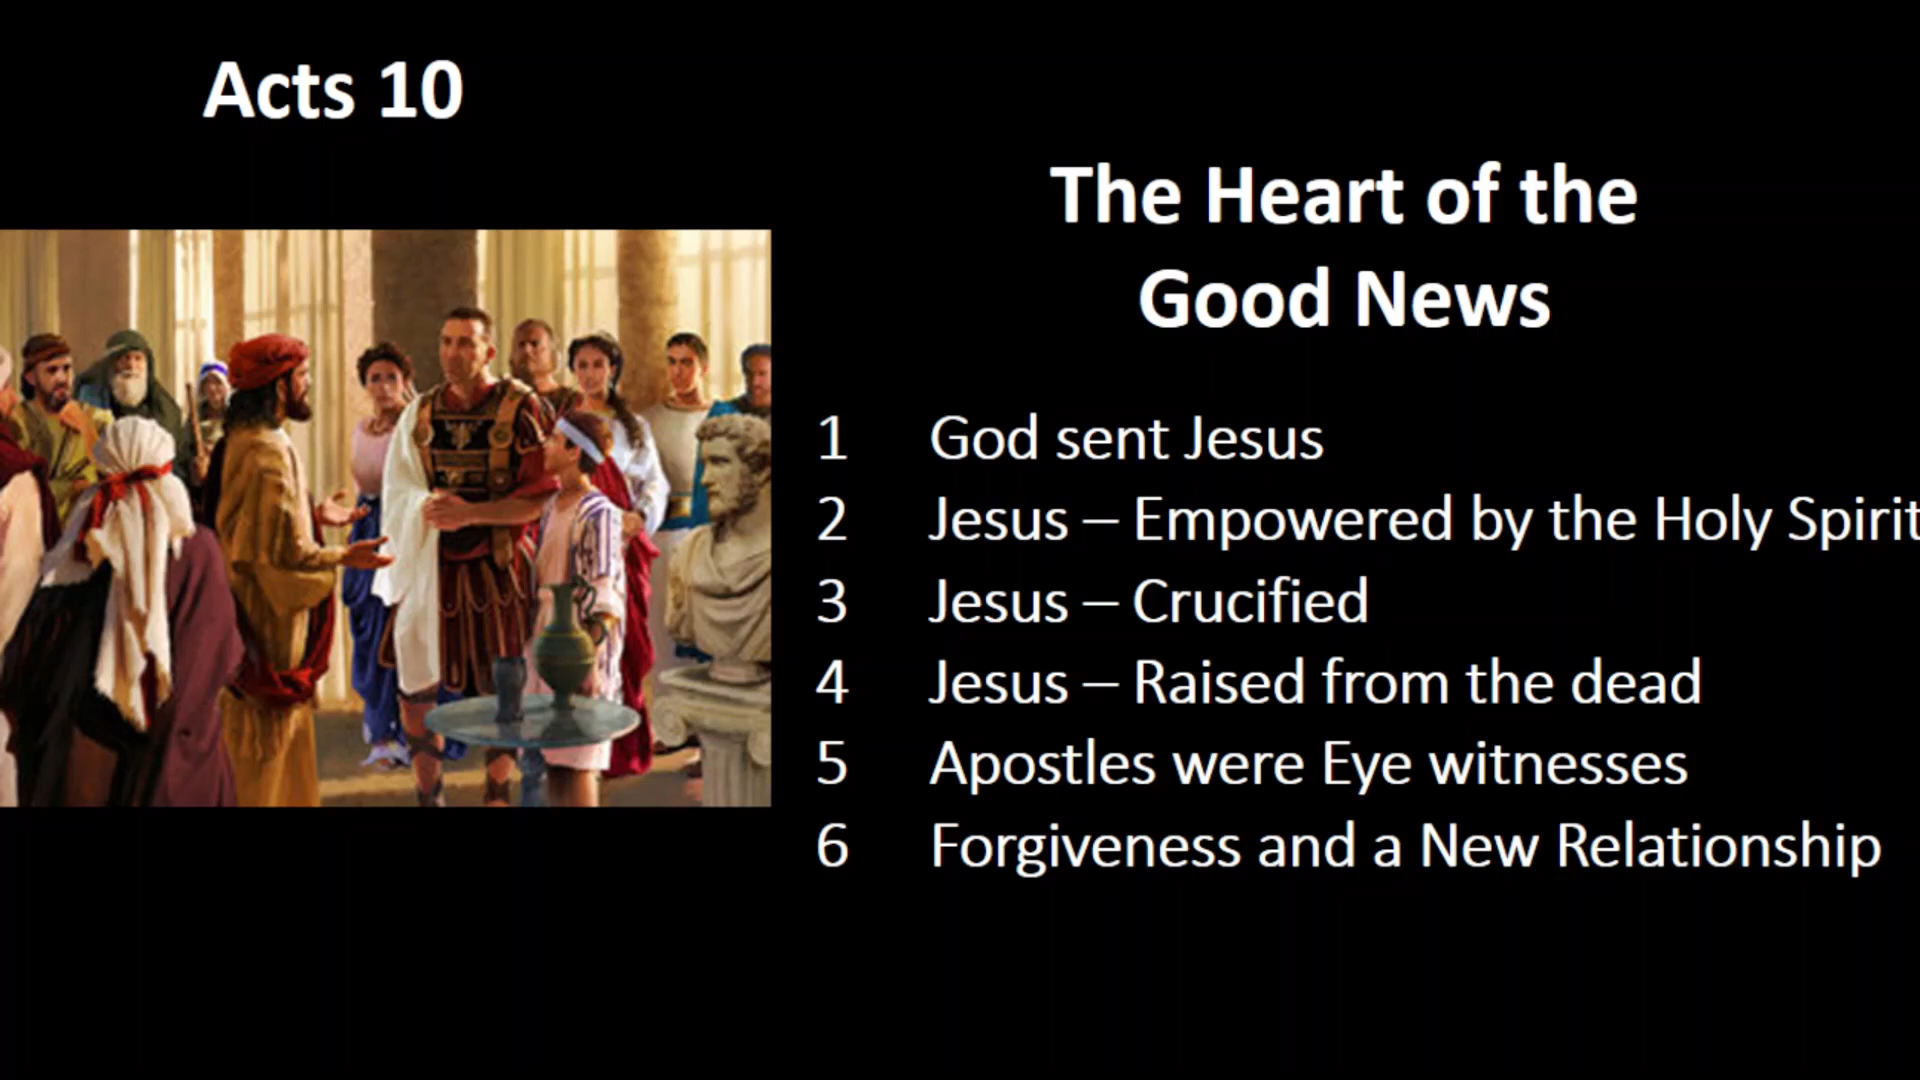 Acts 10
The Heart of the
Good News
1 God sent Jesus
2 Jesus – Empowered by the Holy Spirit
3 Jesus – Crucified
4 Jesus – Raised from the dead
5 Apostles were Eye witnesses
6 Forgiveness and a New Relationship